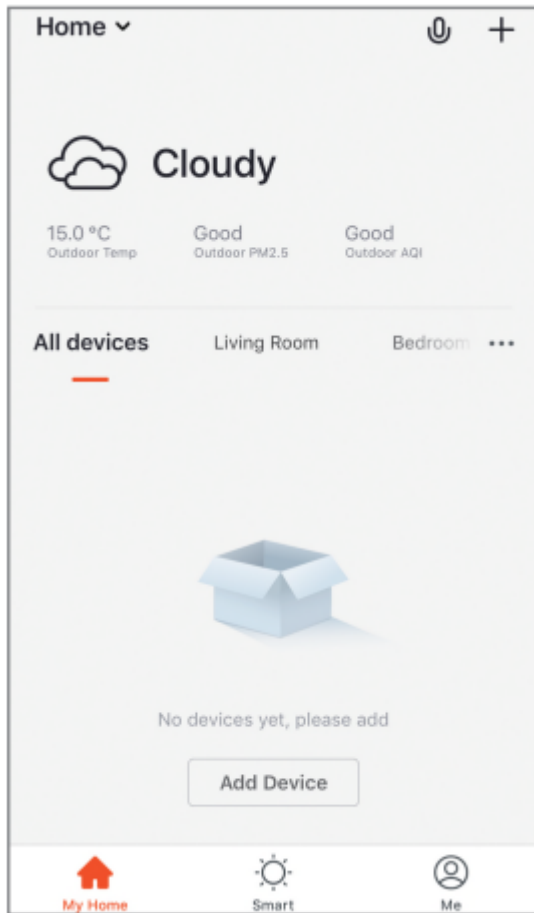 Home
Cloudy
15.0 °C Good Good
Outdoor Temp Outdoor PM2.5 Outdoor AQI
All devices Living Room Bedroom
No devices yet, please add
Add Device
My Home Smart Me